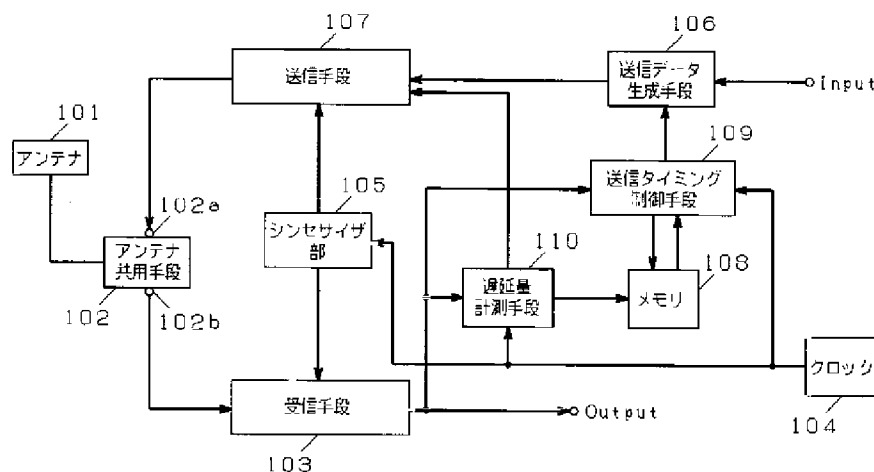 107
送信手段
106
送信データ
生成手段
Input
101
アンテナ
109
送信タイミング
制御手段
105
シンセサイザ
部
102a
アンテナ
共用手段
102
102b
110
遅延量
計測手段
メモリ
108
クロック
104
受信手段
103
Output